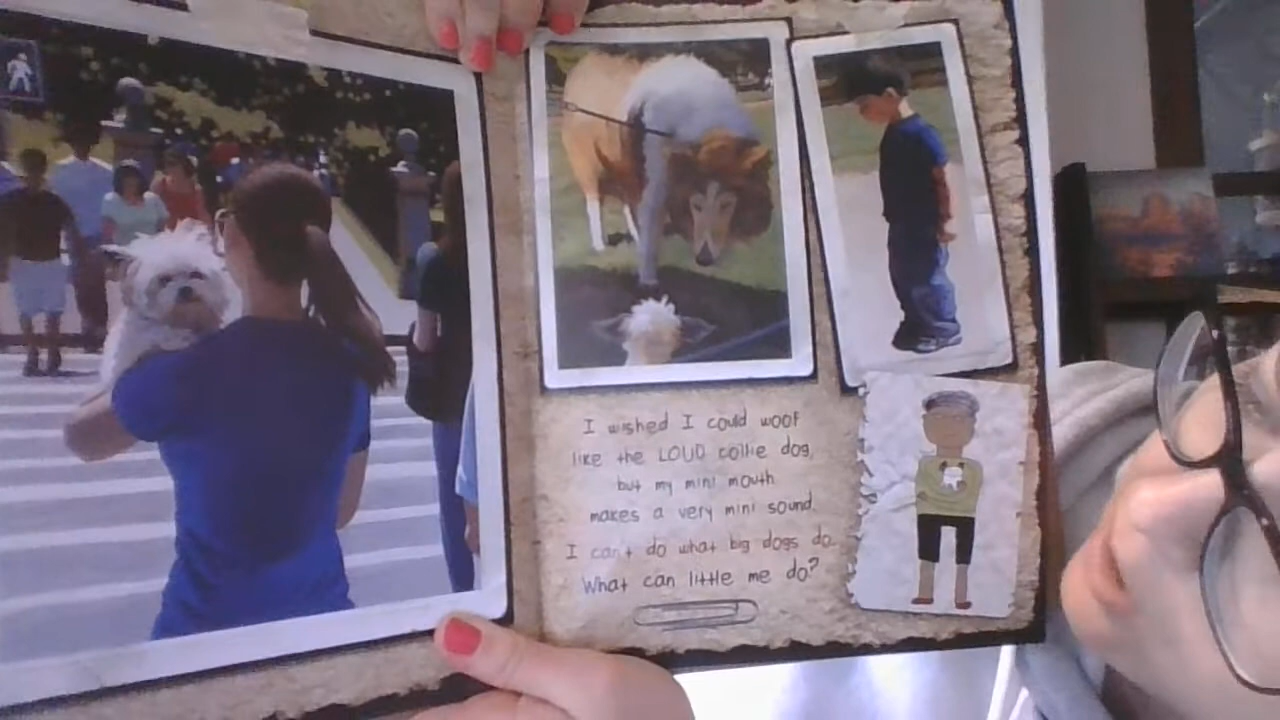 I wished I could woof
like the LOUD collie dog,
but my mini mouth
makes a very mini sound.
I can't do what big dogs do.
What can little me do?